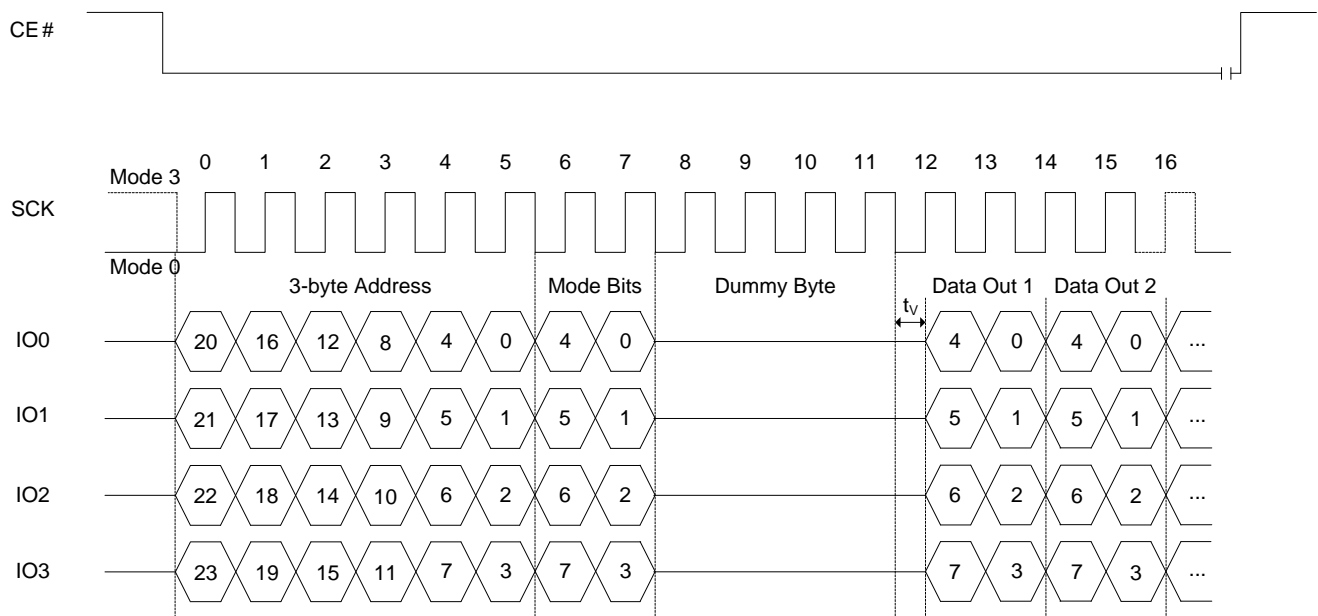 CE #
0 1 2 3 4 5 6 7 8 9 10 11 12 13 14 15 16
Mode 3
SCK
Mode 0
3-byte Address Mode Bits Dummy Byte Data Out 1 Data Out 2
tV
IO0 20 16 12 8 4 0 4 0 4 0 4 0 ...
IO1 21 17 13 9 5 1 5 1 5 1 5 1 ...
IO2 22 18 14 10 6 2 6 2 6 2 6 2 ...
IO3 23 19 15 11 7 3 7 3 7 3 7 3 ...